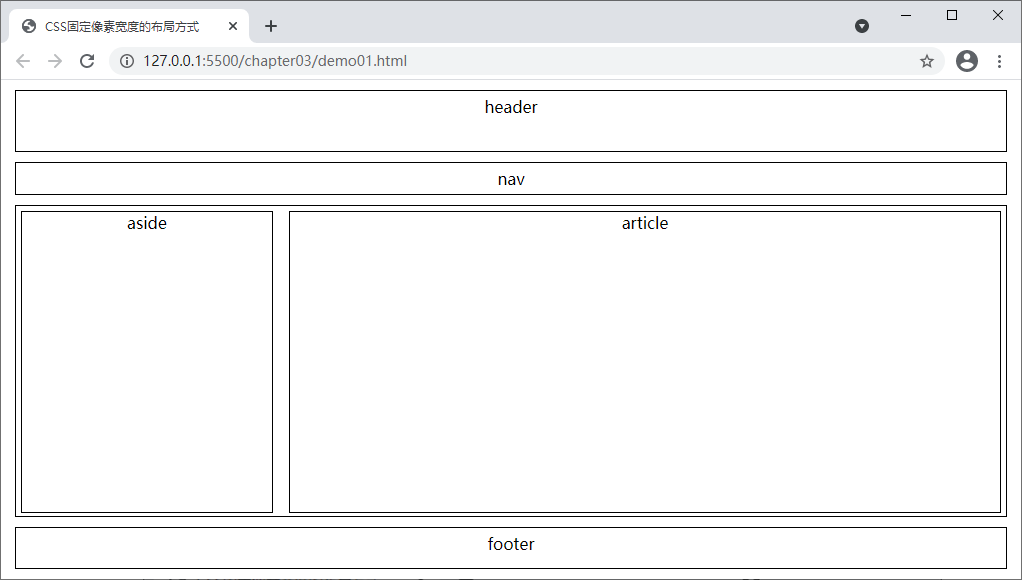 CSS固定像素宽度的布局方式
127.0.0.1:5500/chapter03/demo01.html
header
nav
aside
article
footer